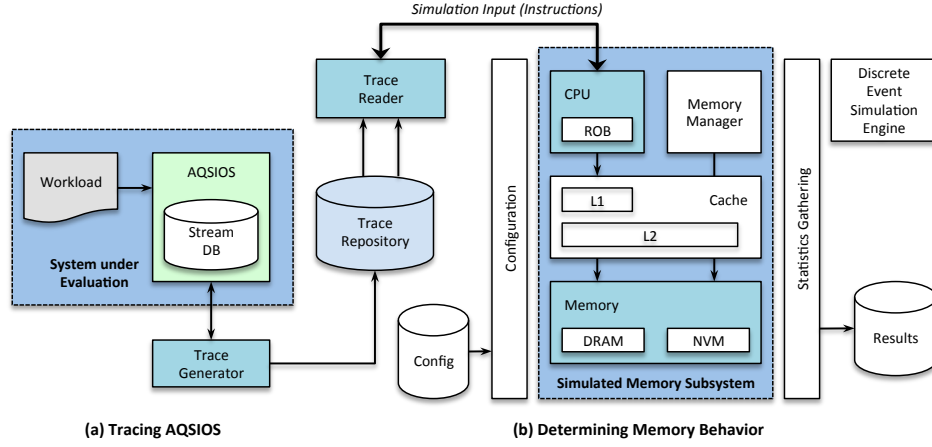 Simulation Input (Instructions)
Trace
Reader
CPU
ROB
Memory
Manager
Discrete
Event
Simulation
Engine
Workload
AQSIOS
Stream
DB
System under
Evaluation
Trace
Repository
Configuration
L1
Cache
L2
Statistics Gathering
Memory
DRAM
NVM
Simulated Memory Subsystem
Trace
Generator
Config
Results
(a) Tracing AQSIOS
(b) Determining Memory Behavior